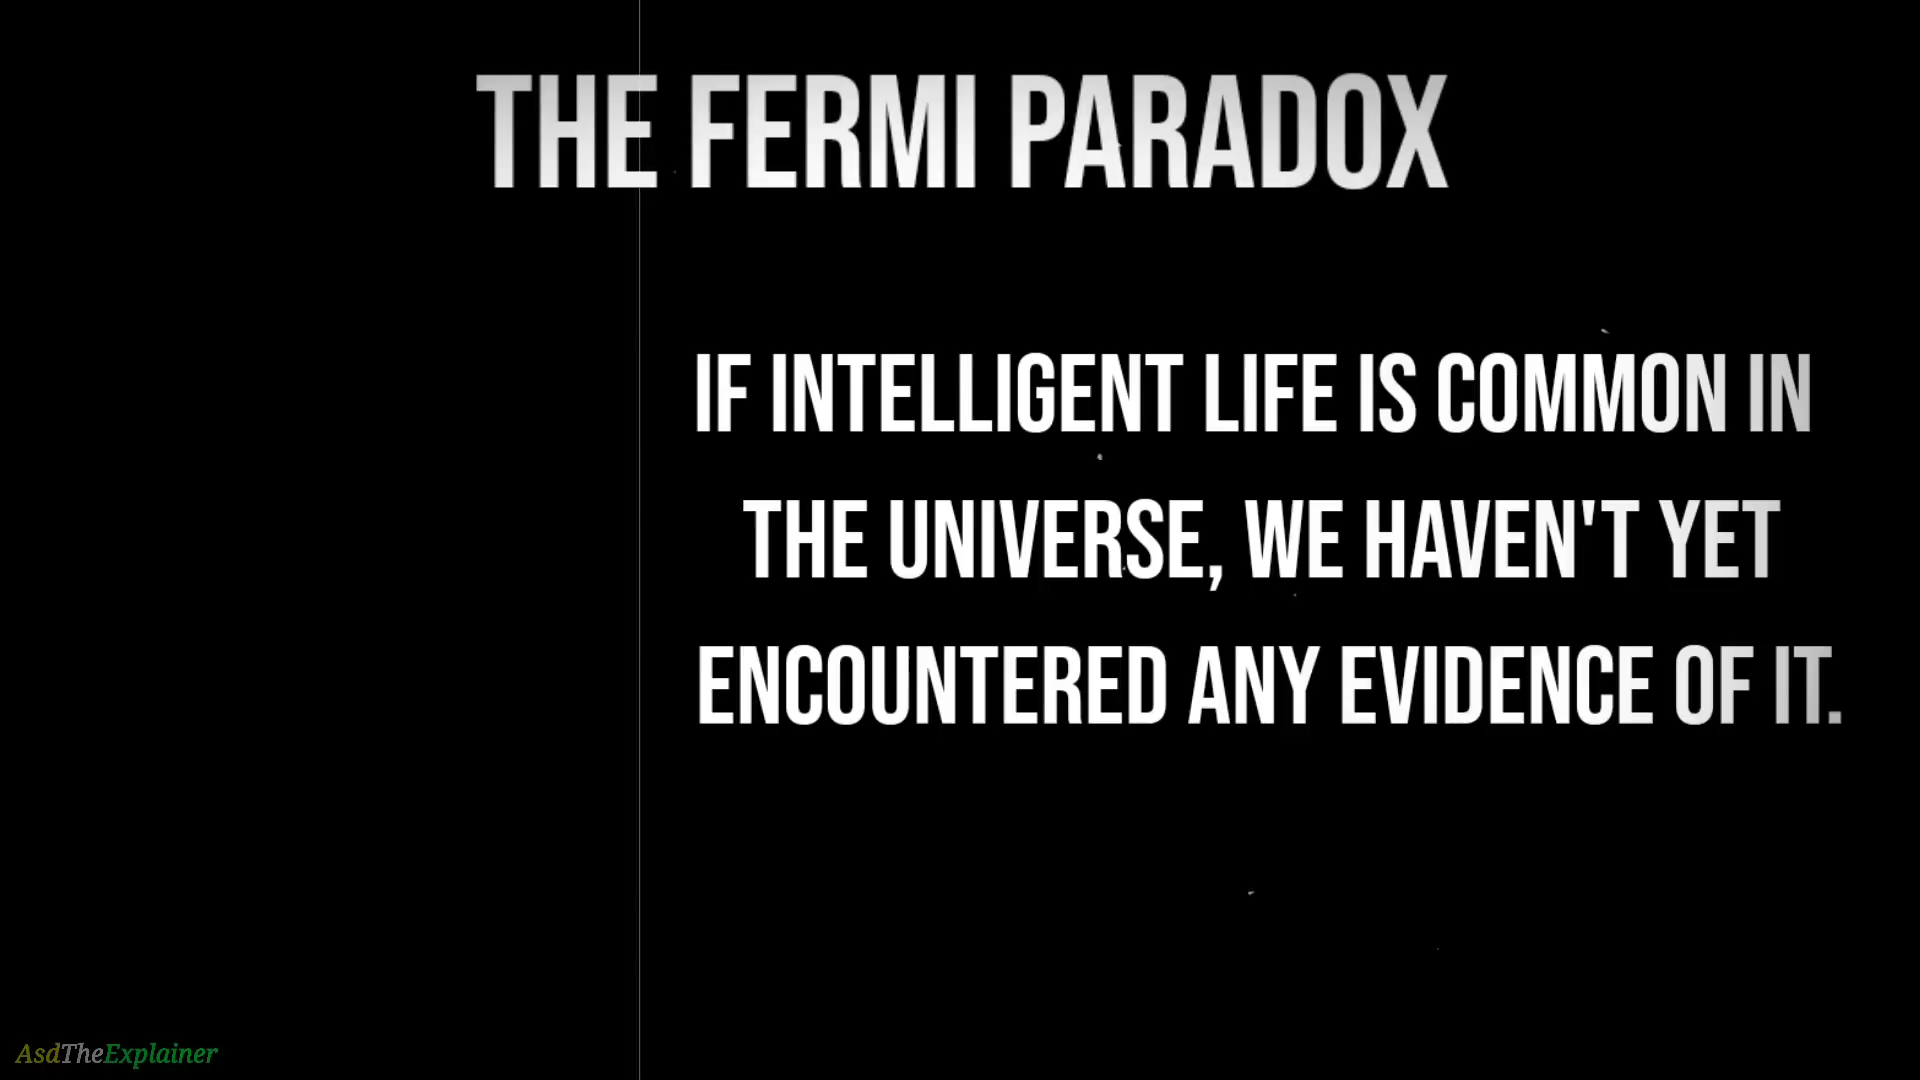 THE FERMI PARADOX
IF INTELLIGENT LIFE IS COMMON IN
THE UNIVERSE, WE HAVEN'T YET
ENCOUNTERED ANY EVIDENCE OF IT.
AsdTheExplainer